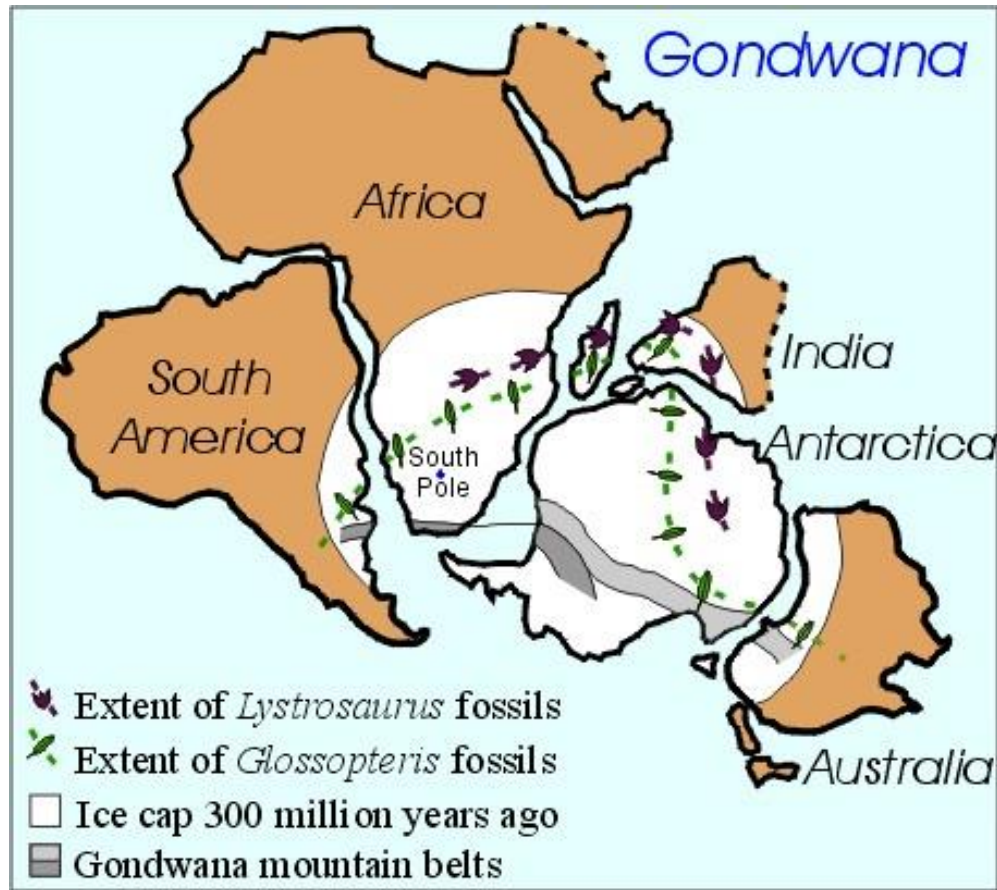 Gondwana
Africa
South
America
India
Antarctica
South
Pole
Australia
Extent of Lystrosaurus fossils
Extent of Glossopteris fossils
Ice cap 300 million years ago
Gondwana mountain belts